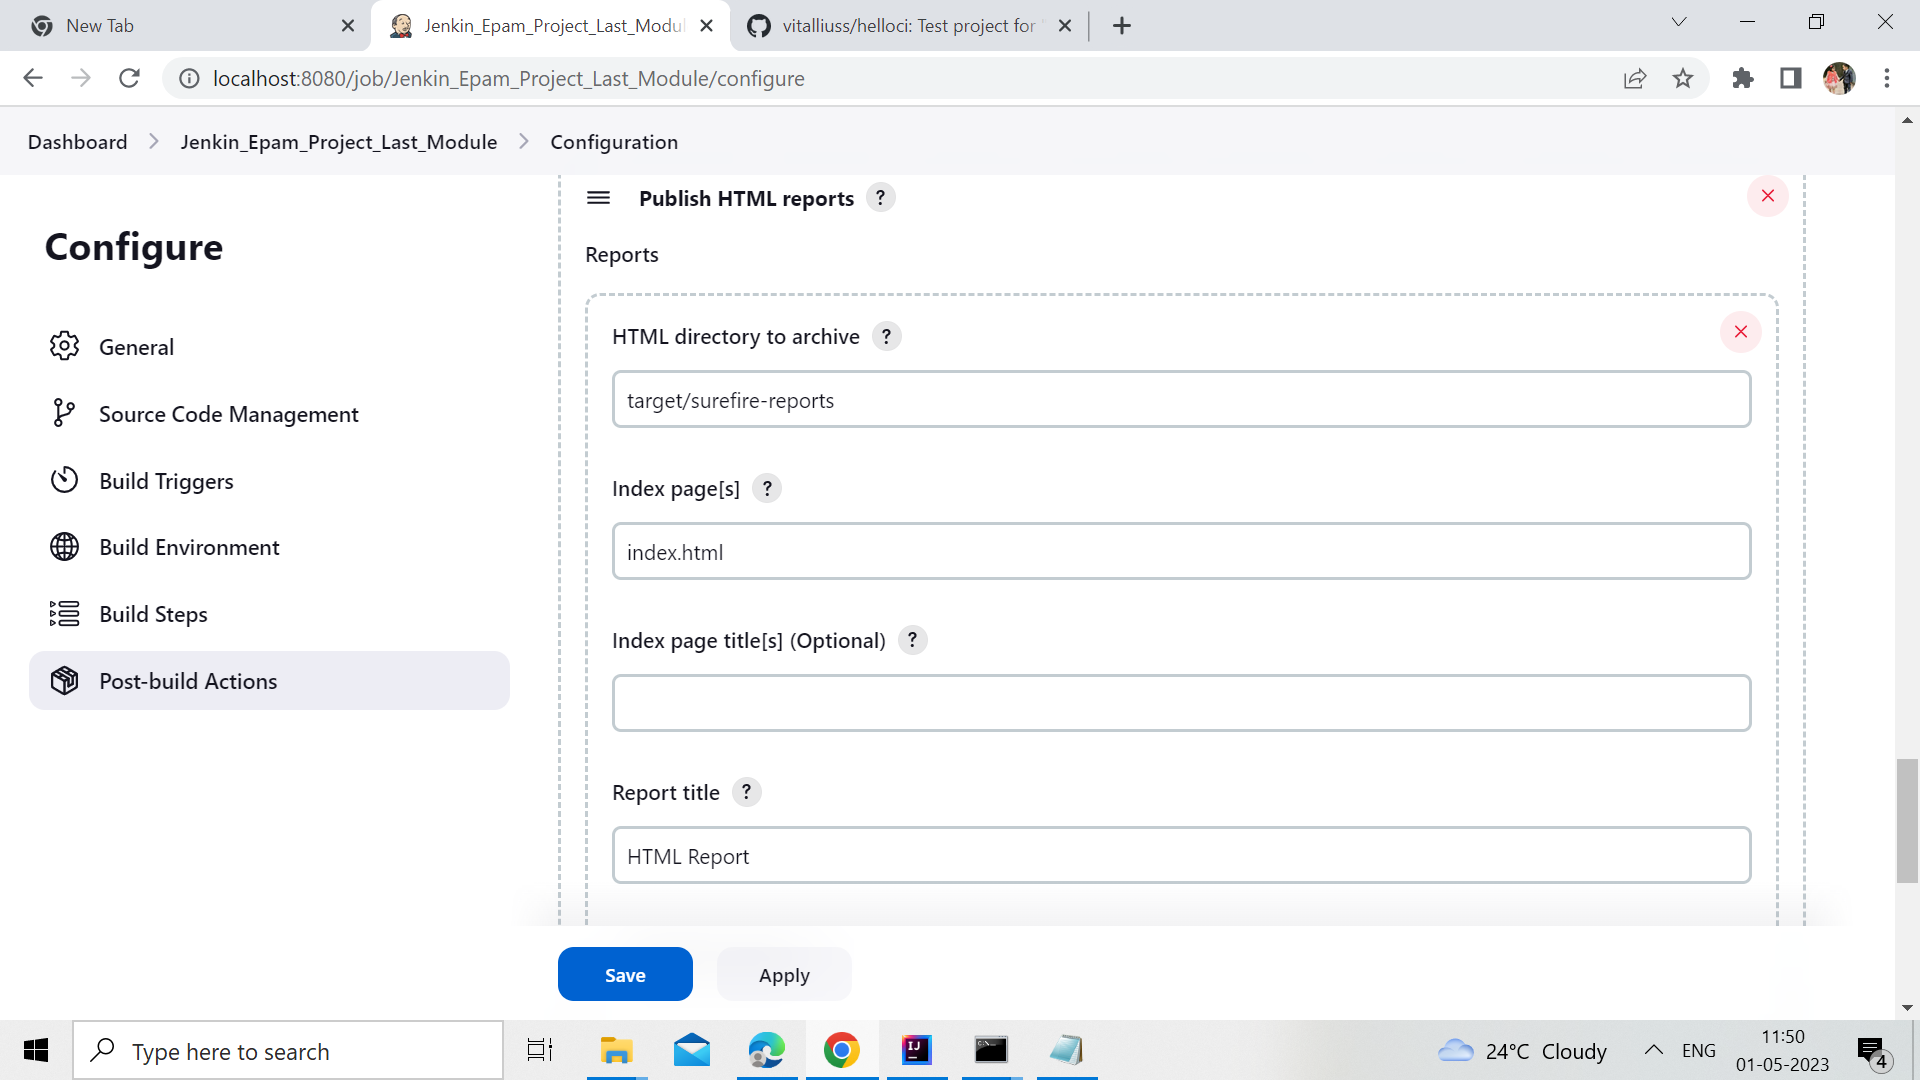 New Tab
Jenkin_Epam_Project_Last_Modul
vitalliuss/helloci: Test project for
localhost:8080/job/Jenkin_Epam_Project_Last_Module/configure
Dashboard
Jenkin_Epam_Project_Last_Module
Configuration
Configure
General
Source Code Management
Build Triggers
Build Environment
Build Steps
Post-build Actions
Publish HTML reports ?
Reports
HTML directory to archive ?
target/surefire-reports
Index page[s] ?
index.html
Index page title[s] (Optional) ?
Report title ?
HTML Report
Save
Apply
Type here to search
IJ
C:\
24°C Cloudy
ENG
11:50
01-05-2023
4